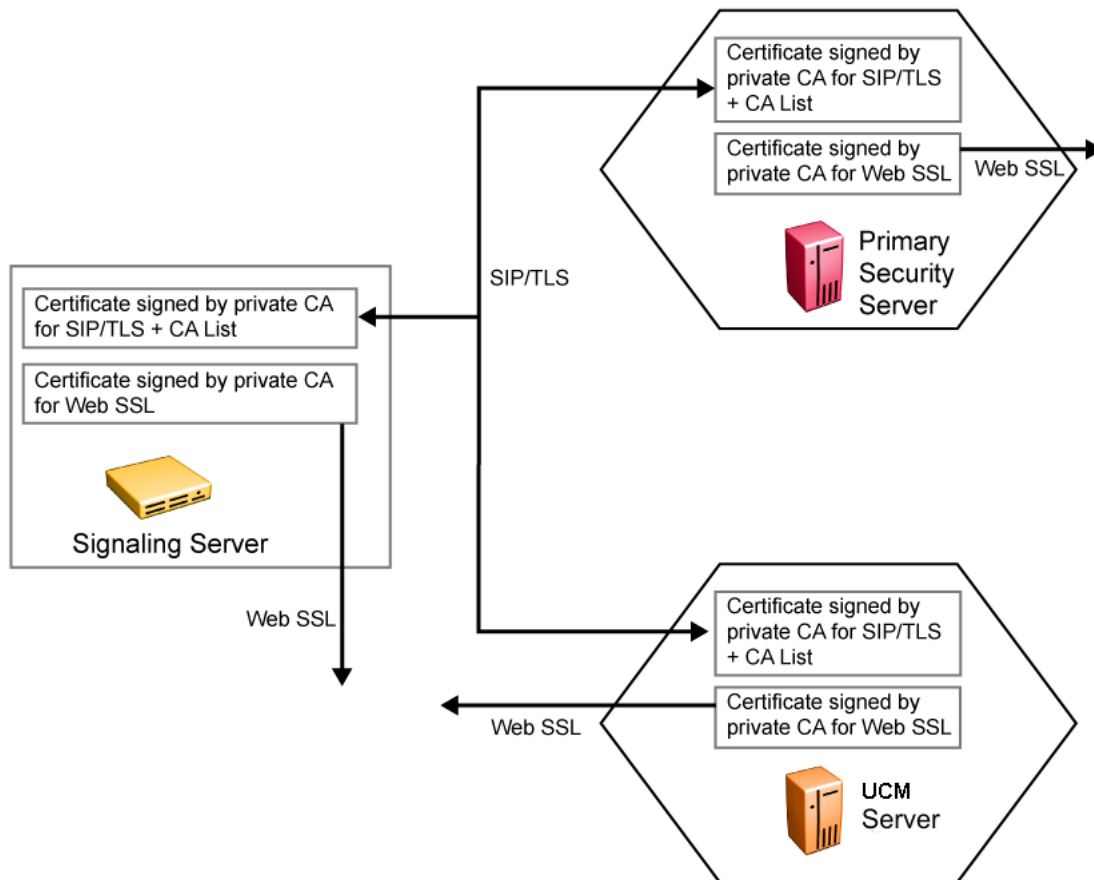 Certificate signed by
private CA for SIP/TLS
+ CA List
Certificate signed by
private CA for Web SSL
Web SSL
Primary
Security
Server
SIP/TLS
Certificate signed by private CA
for SIP/TLS + CA List
Certificate signed by private CA
for Web SSL
Signaling Server
Web SSL
Certificate signed by
private CA for SIP/TLS
+ CA List
Certificate signed by
private CA for Web SSL
Web SSL
UCM
Server